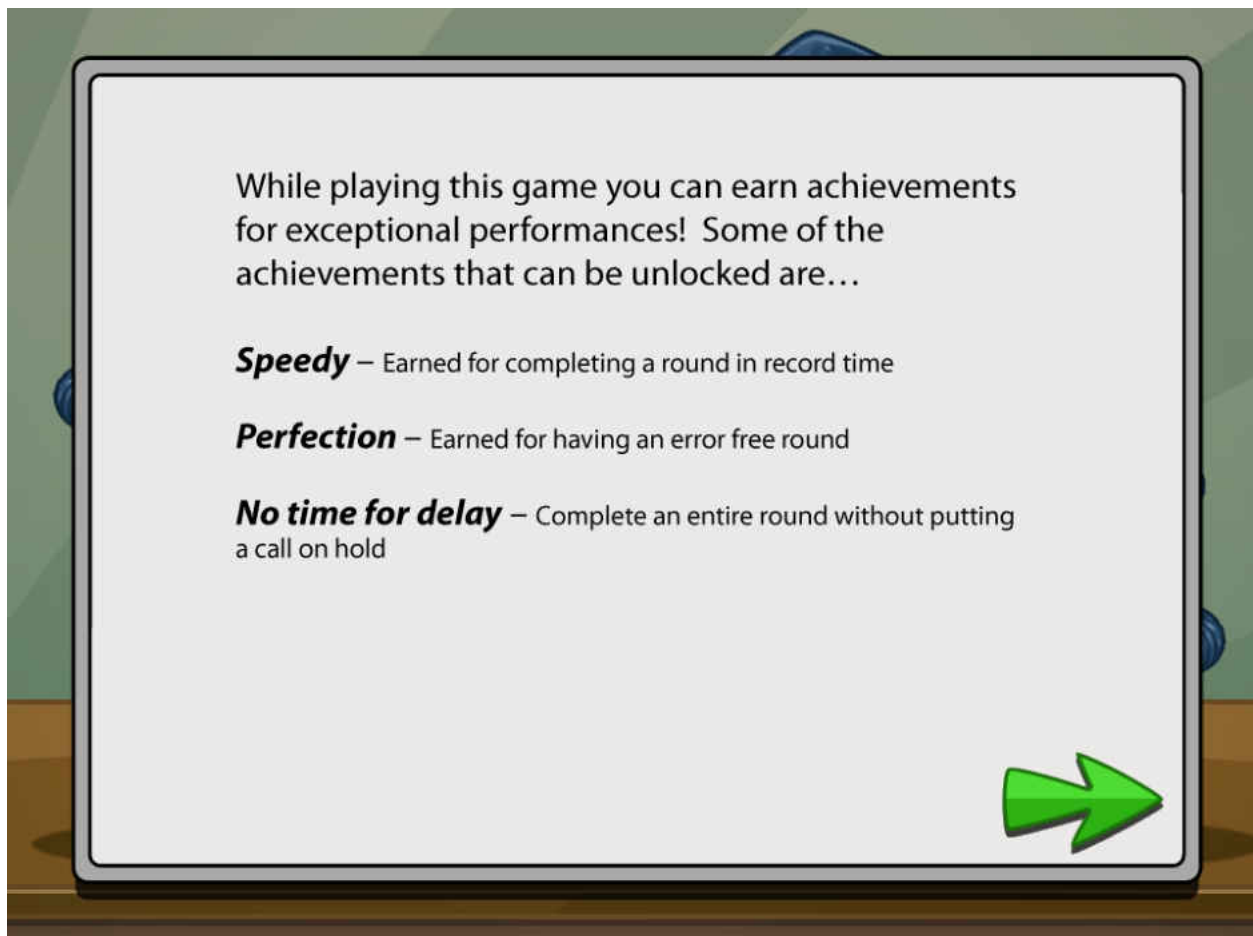 While playing this game you can earn achievements
for exceptional performances!  Some of the
achievements that can be unlocked are…
Speedy – Earned for completing a round in record time
Perfection – Earned for having an error free round
No time for delay – Complete an entire round without putting
a call on hold